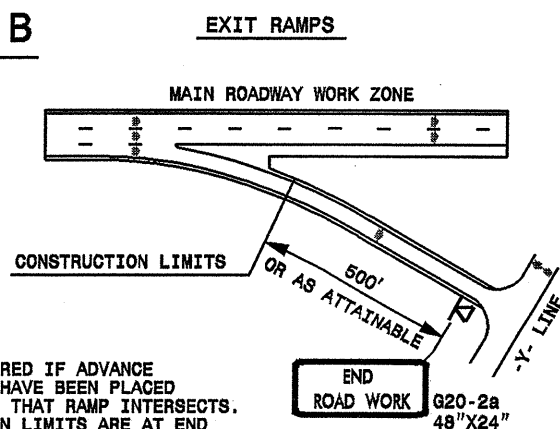 B
EXIT RAMPS
MAIN ROADWAY WORK ZONE
CONSTRUCTION LIMITS
500'
OR AS ATTAINABLE
-Y- LINE
RED IF ADVANCE
HAVE BEEN PLACED
THAT RAMP INTERSECTS.
N LIMITS ARE AT END
END
ROAD WORK
G20-2a
48"X24"